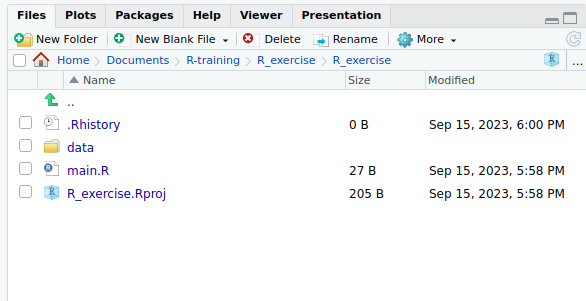 Files Plots Packages Help Viewer Presentation
New Folder New Blank File Delete Rename More
Home Documents R-training R_exercise R_exercise R ...
Name Size Modified
..
.Rhistory 0 B Sep 15, 2023, 6:00 PM
data
R main.R 27 B Sep 15, 2023, 5:58 PM
R R_exercise.Rproj 205 B Sep 15, 2023, 5:58 PM